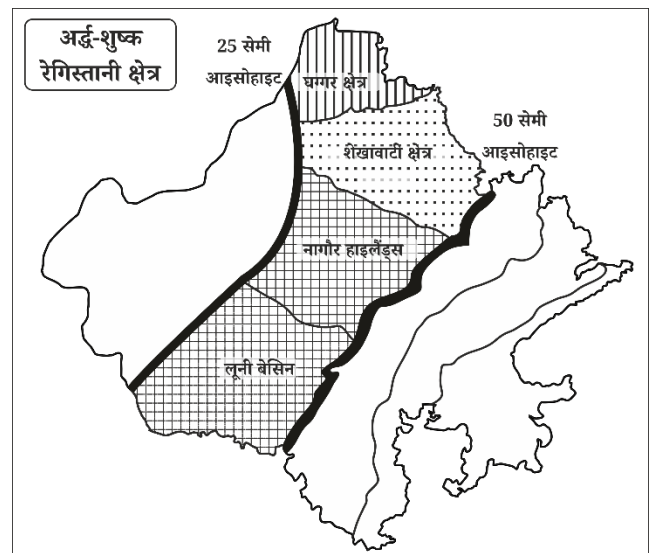 अर्द्ध-शुष्क
रेगिस्तानी क्षेत्र
25 सेमी
आइसोहाइट
घग्गर क्षेत्र
50 सेमी
आइसोहाइट
शेखावाटी क्षेत्र
नागौर हाइलैंड्स
लूनी बेसिन